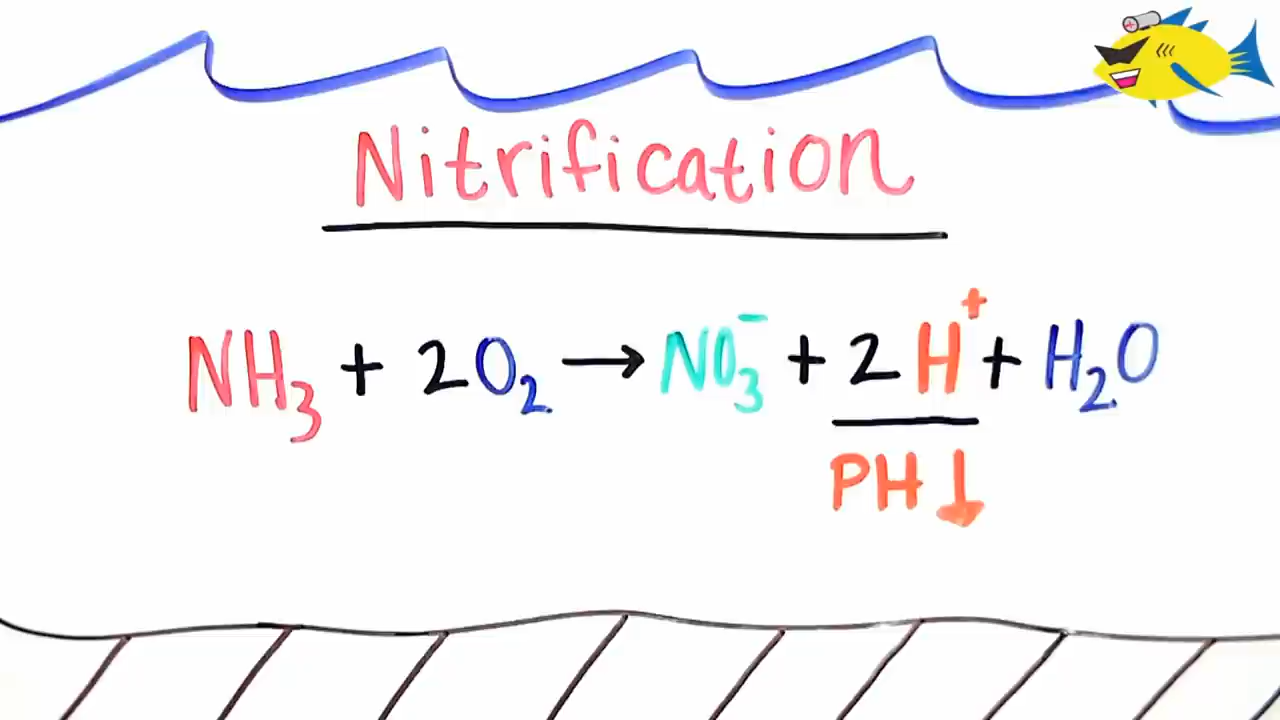 Nitrification
NH₃ + 2O₂ → NO₃⁻ + 2H⁺ + H₂O
PH↓